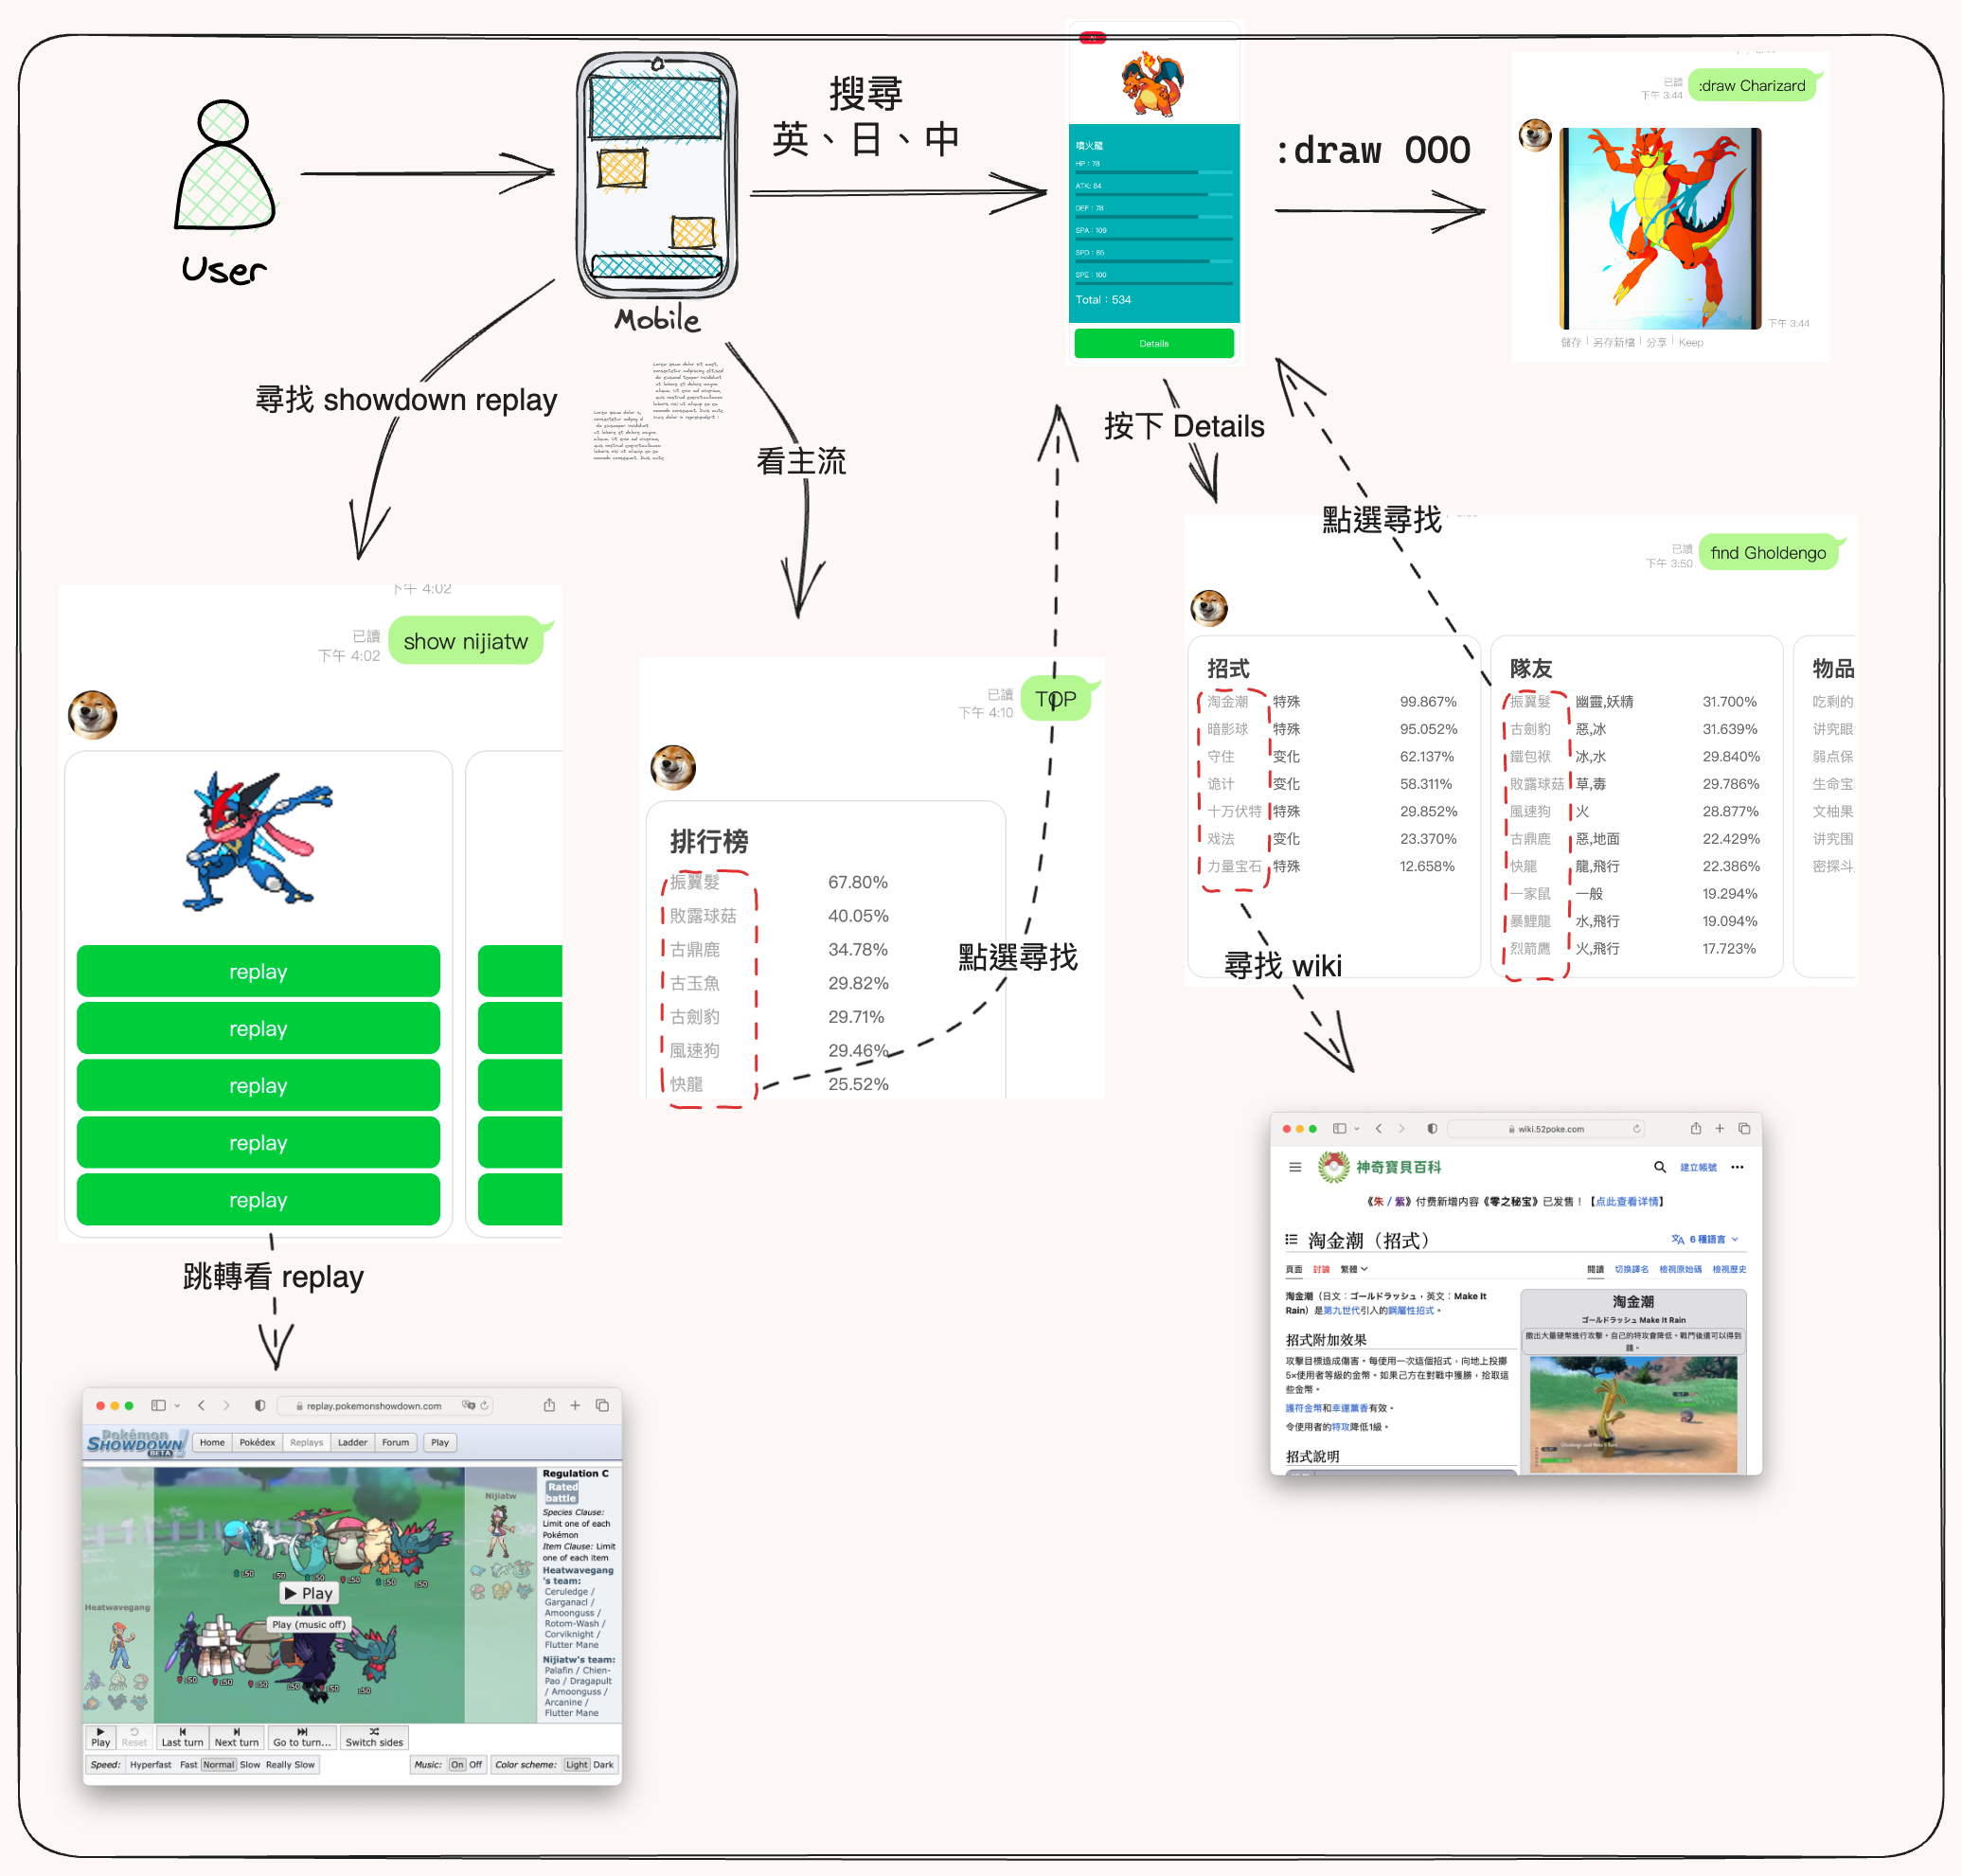 User
Mobile
搜尋
英、日、中
噴火龍
HP：78
ATK: 84
DEF：78
SPA：109
SPD：85
SPE：100
Total：534
Details
:draw OOO
已讀
下午 3:44
:draw Charizard
下午 3:44
儲存 | 另存新檔 | 分享 | Keep
尋找 showdown replay
看主流
按下 Details
點選尋找
下午 4:02
已讀
下午 4:02
show nijiatw
replay
replay
replay
replay
replay
跳轉看 replay
已讀
下午 4:10
TOP
排行榜
振翼髮 67.80%
敗露球菇 40.05%
古鼎鹿 34.78%
古玉魚 29.82%
古劍豹 29.71%
風速狗 29.46%
快龍 25.52%
點選尋找
已讀
下午 3:50
find Gholdengo
招式
淘金潮 特殊 99.867%
暗影球 特殊 95.052%
守住 变化 62.137%
诡计 变化 58.311%
十万伏特 特殊 29.852%
戏法 变化 23.370%
力量宝石 特殊 12.658%
隊友
振翼髮 幽靈,妖精 31.700%
古劍豹 惡,冰 31.639%
鐵包袱 冰,水 29.840%
敗露球菇 草,毒 29.786%
風速狗 火 28.877%
古鼎鹿 惡,地面 22.429%
快龍 龍,飛行 22.386%
一家鼠 一般 19.294%
暴鯉龍 水,飛行 19.094%
烈箭鷹 火,飛行 17.723%
物品
吃剩的
讲究眼
弱点保
生命宝
文柚果
讲究围
密探斗
尋找 wiki
wiki.52poke.com
神奇寶貝百科
建立帳號
《朱 / 紫》付费新增内容《零之秘宝》已发售！【点此查看详情】
淘金潮（招式）
6 種語言
頁面 討論 繁體
閱讀 切換譯名 檢視原始碼 檢視歷史
淘金潮（日文：ゴールドラッシュ，英文：Make It
Rain）是第九世代引入的鋼屬性招式。
招式附加效果
攻擊目標造成傷害。每使用一次這個招式，向地上投擲
5×使用者等級的金幣。如果己方在對戰中獲勝，拾取這
些金幣。
護符金幣和幸運薰香有效。
令使用者的特攻降低1級。
招式說明
淘金潮
ゴールドラッシュ Make It Rain
撒出大量硬幣進行攻擊。自己的特攻會降低。戰鬥後還可以得到
錢。
replay.pokemonshowdown.com
Pokémon
SHOWDOWN!
BETA
Home Pokédex Replays Ladder Forum Play
Heatwavegang
Nijiatw
Play
Play (music off)
Regulation C
Rated
battle
Species Clause:
Limit one of each
Pokémon
Item Clause: Limit
one of each item
Heatwavegang
's team:
Ceruledge /
Garganacl /
Amoonguss /
Rotom-Wash /
Corviknight /
Flutter Mane
Nijiatw's team:
Palafin / Chien-
Pao / Dragapult
/ Amoonguss /
Arcanine /
Flutter Mane
Play Reset Last turn Next turn Go to turn... Switch sides
Speed: Hyperfast Fast Normal Slow Really Slow
Music: On Off
Color scheme: Light Dark